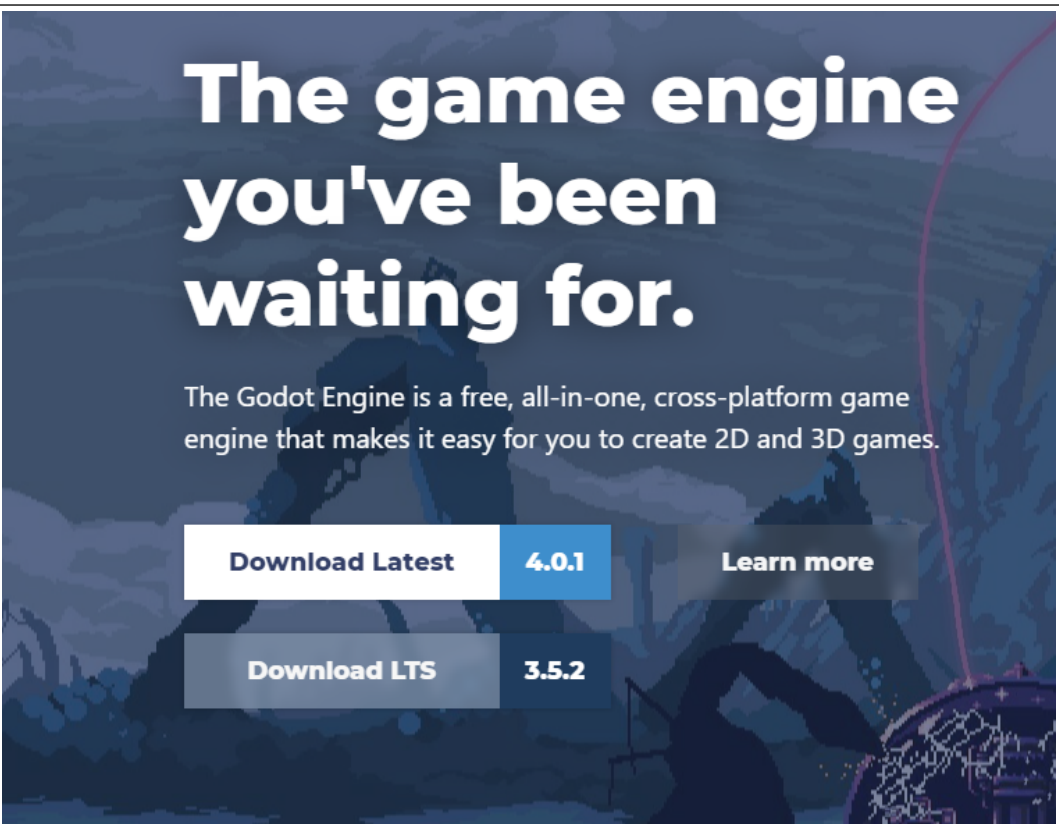 The game engine
you've been
waiting for.
The Godot Engine is a free, all-in-one, cross-platform game
engine that makes it easy for you to create 2D and 3D games.
Download Latest 4.0.1 Learn more
Download LTS 3.5.2